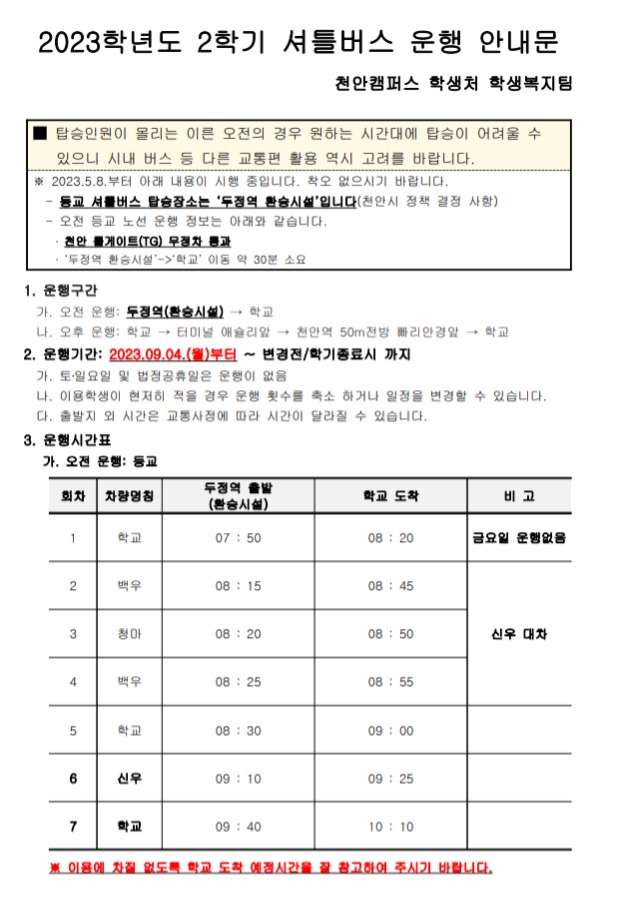 2023학년도 2학기 셔틀버스 운행 안내문
천안캠퍼스 학생처 학생복지팀
■ 탑승인원이 몰리는 이른 오전의 경우 원하는 시간대에 탑승이 어려울 수
있으니 시내 버스 등 다른 교통편 활용 역시 고려를 바랍니다.
※ 2023.5.8.부터 아래 내용이 시행 중입니다. 착오 없으시기 바랍니다.
- 등교 셔틀버스 탑승장소는 '두정역 환승시설'입니다(천안시 정책 결정 사항)
- 오전 등교 노선 운행 정보는 아래와 같습니다.
· 천안 톨게이트(TG) 무정차 통과
· '두정역 환승시설'->'학교' 이동 약 30분 소요
1. 운행구간
가. 오전 운행: 두정역(환승시설) → 학교
나. 오후 운행: 학교 → 터미널 애슐리앞 → 천안역 50m전방 빠리안경앞 → 학교
2. 운행기간: 2023.09.04.(월)부터 ~ 변경전/학기종료시 까지
가. 토·일요일 및 법정공휴일은 운행이 없음
나. 이용학생이 현저히 적을 경우 운행 횟수를 축소 하거나 일정을 변경할 수 있습니다.
다. 출발지 외 시간은 교통사정에 따라 시간이 달라질 수 있습니다.
3. 운행시간표
가. 오전 운행: 등교
회차 차량명칭 두정역 출발 (환승시설) 학교 도착 비 고
1 학교 07 : 50 08 : 20 금요일 운행없음
2 백우 08 : 15 08 : 45
3 청마 08 : 20 08 : 50 신우 대차
4 백우 08 : 25 08 : 55
5 학교 08 : 30 09 : 00
6 신우 09 : 10 09 : 25
7 학교 09 : 40 10 : 10
※ 이용에 차질 없도록 학교 도착 예정시간을 잘 참고하여 주시기 바랍니다.